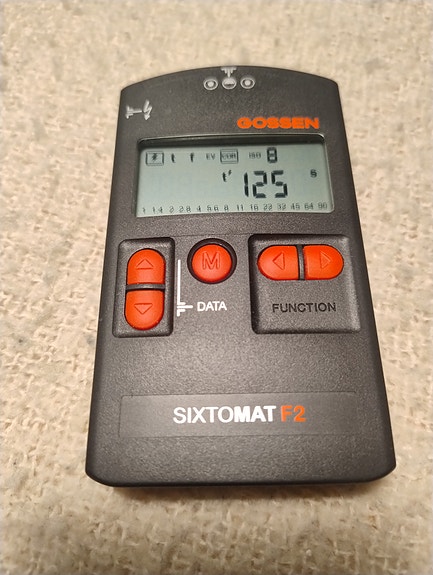 GOSSEN
t f EV CORR ISO 8
t' 125 s
1 1.4 2 2.8 4 5.6 8 11 16 22 32 45 64 90
M
DATA
FUNCTION
SIXTOMAT F2